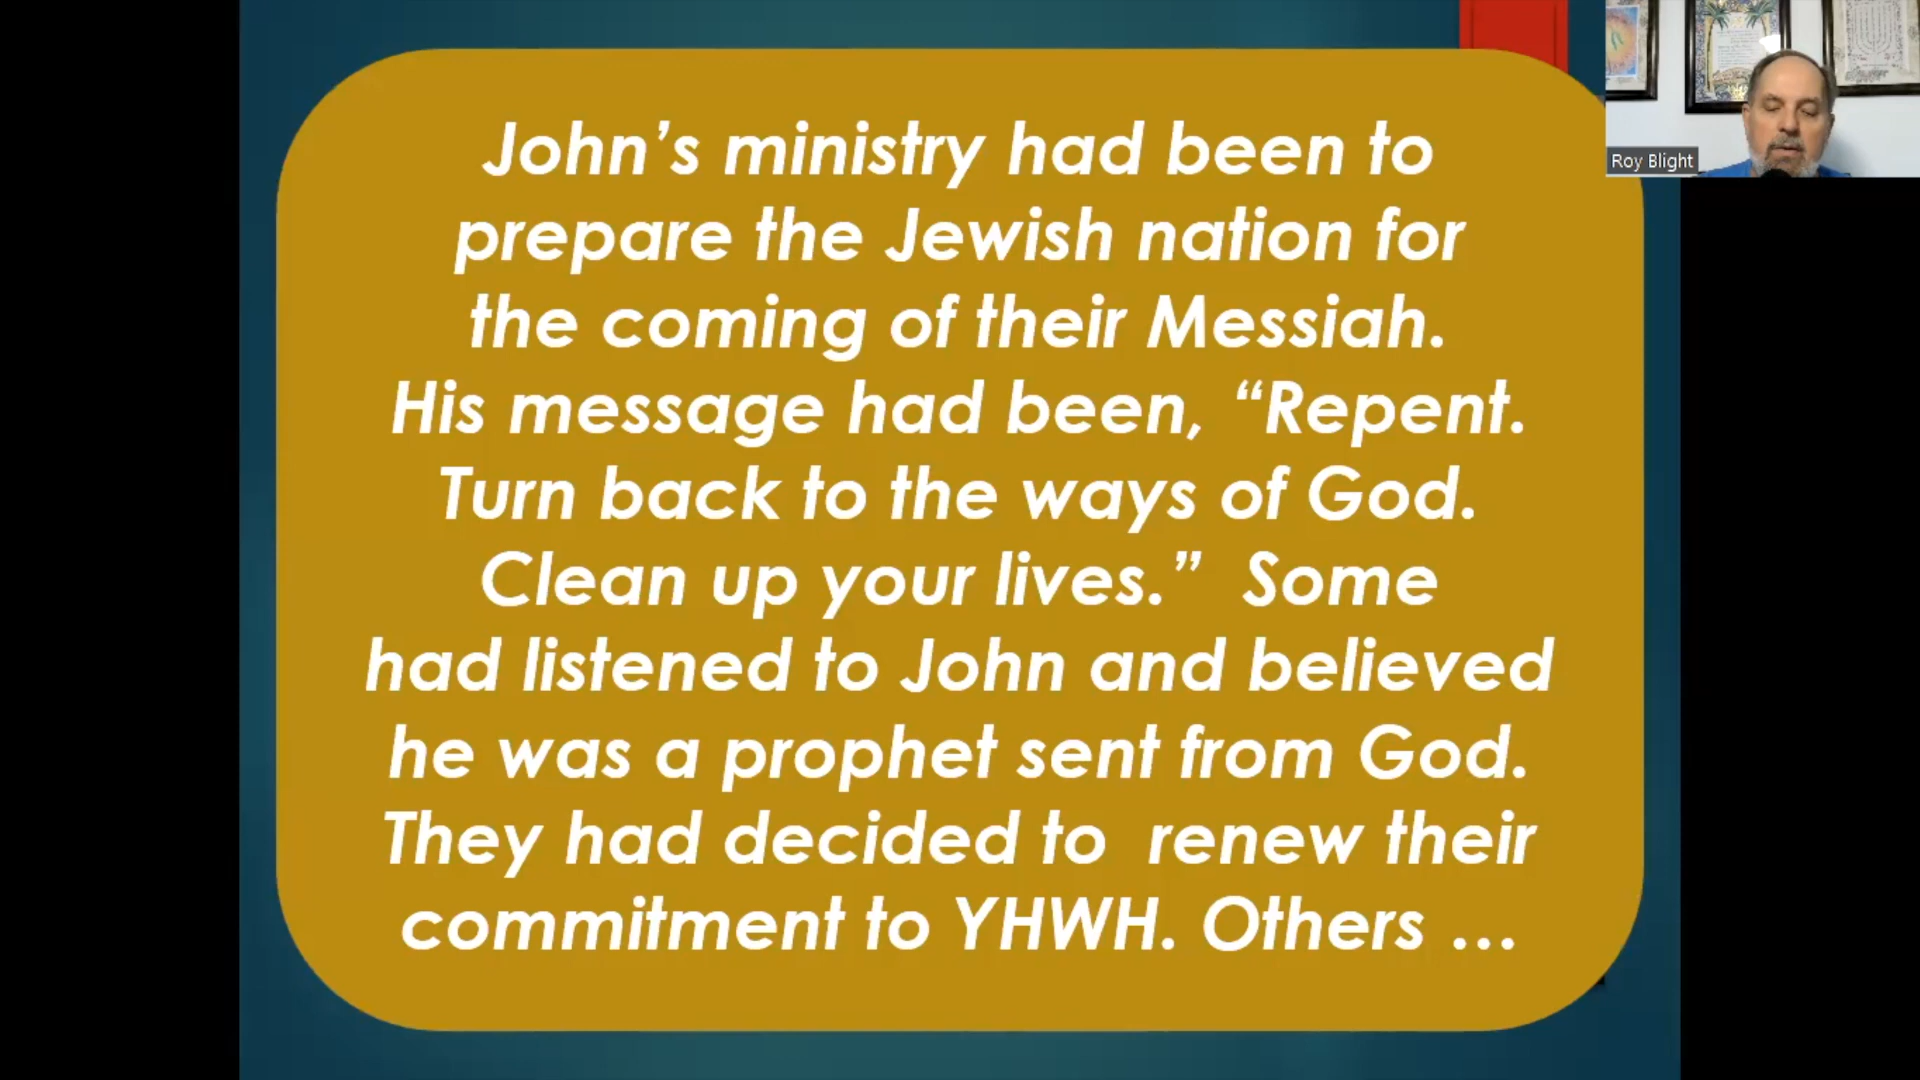 John’s ministry had been to
prepare the Jewish nation for
the coming of their Messiah.
His message had been, “Repent.
Turn back to the ways of God.
Clean up your lives.”  Some
had listened to John and believed
he was a prophet sent from God.
They had decided to  renew their
commitment to YHWH. Others …
Roy Blight